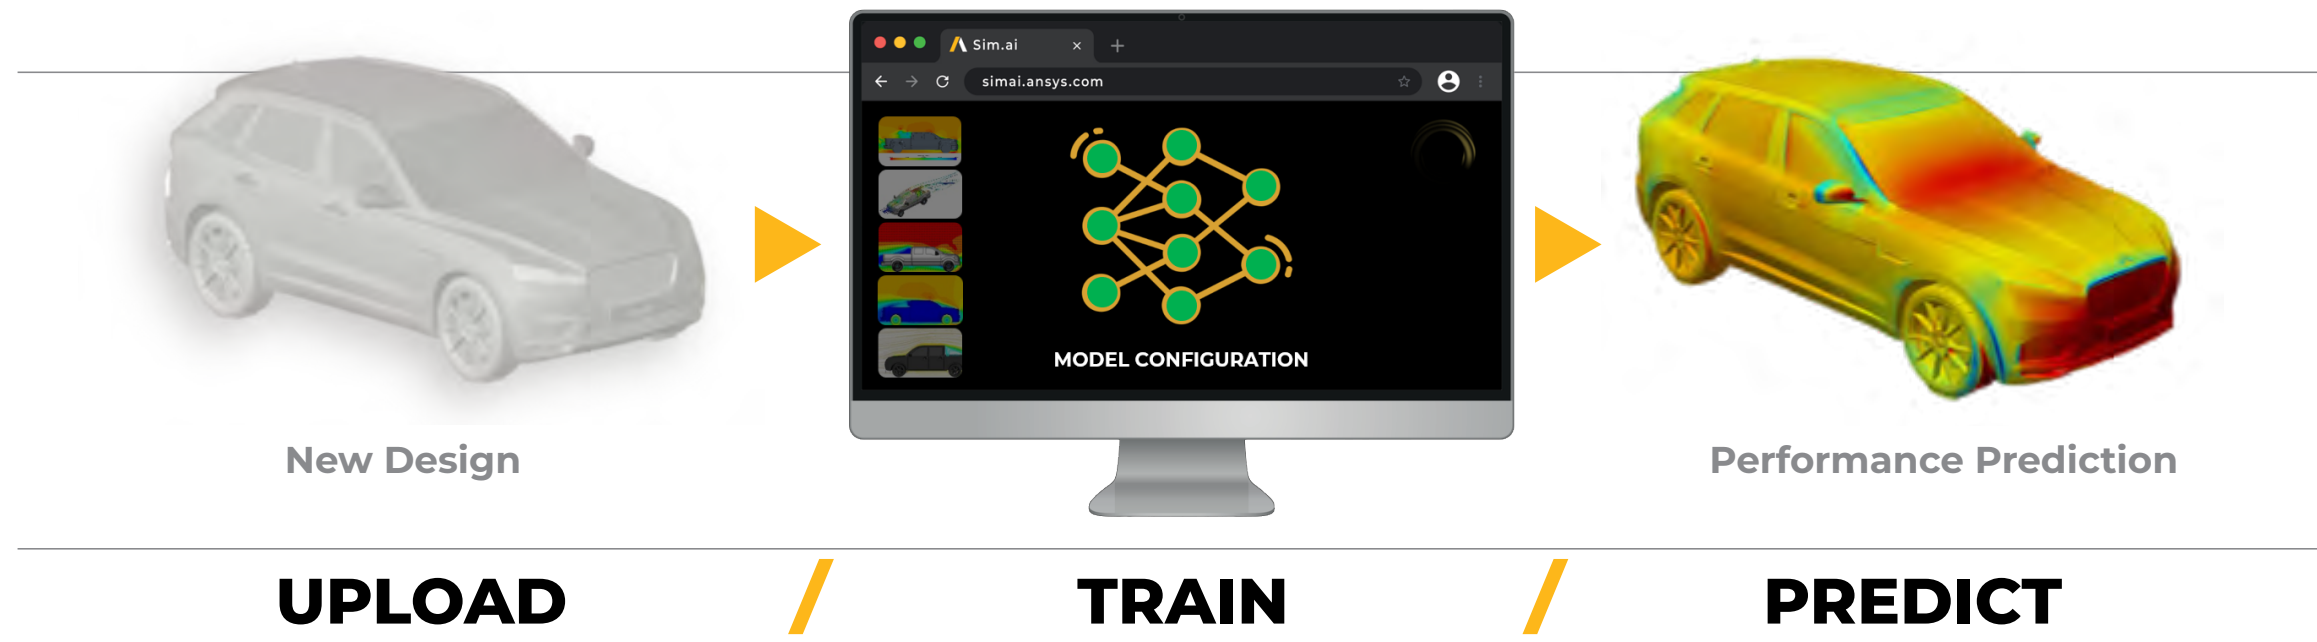 Sim.ai
simai.ansys.com
MODEL CONFIGURATION
New Design
Performance Prediction
UPLOAD / TRAIN / PREDICT